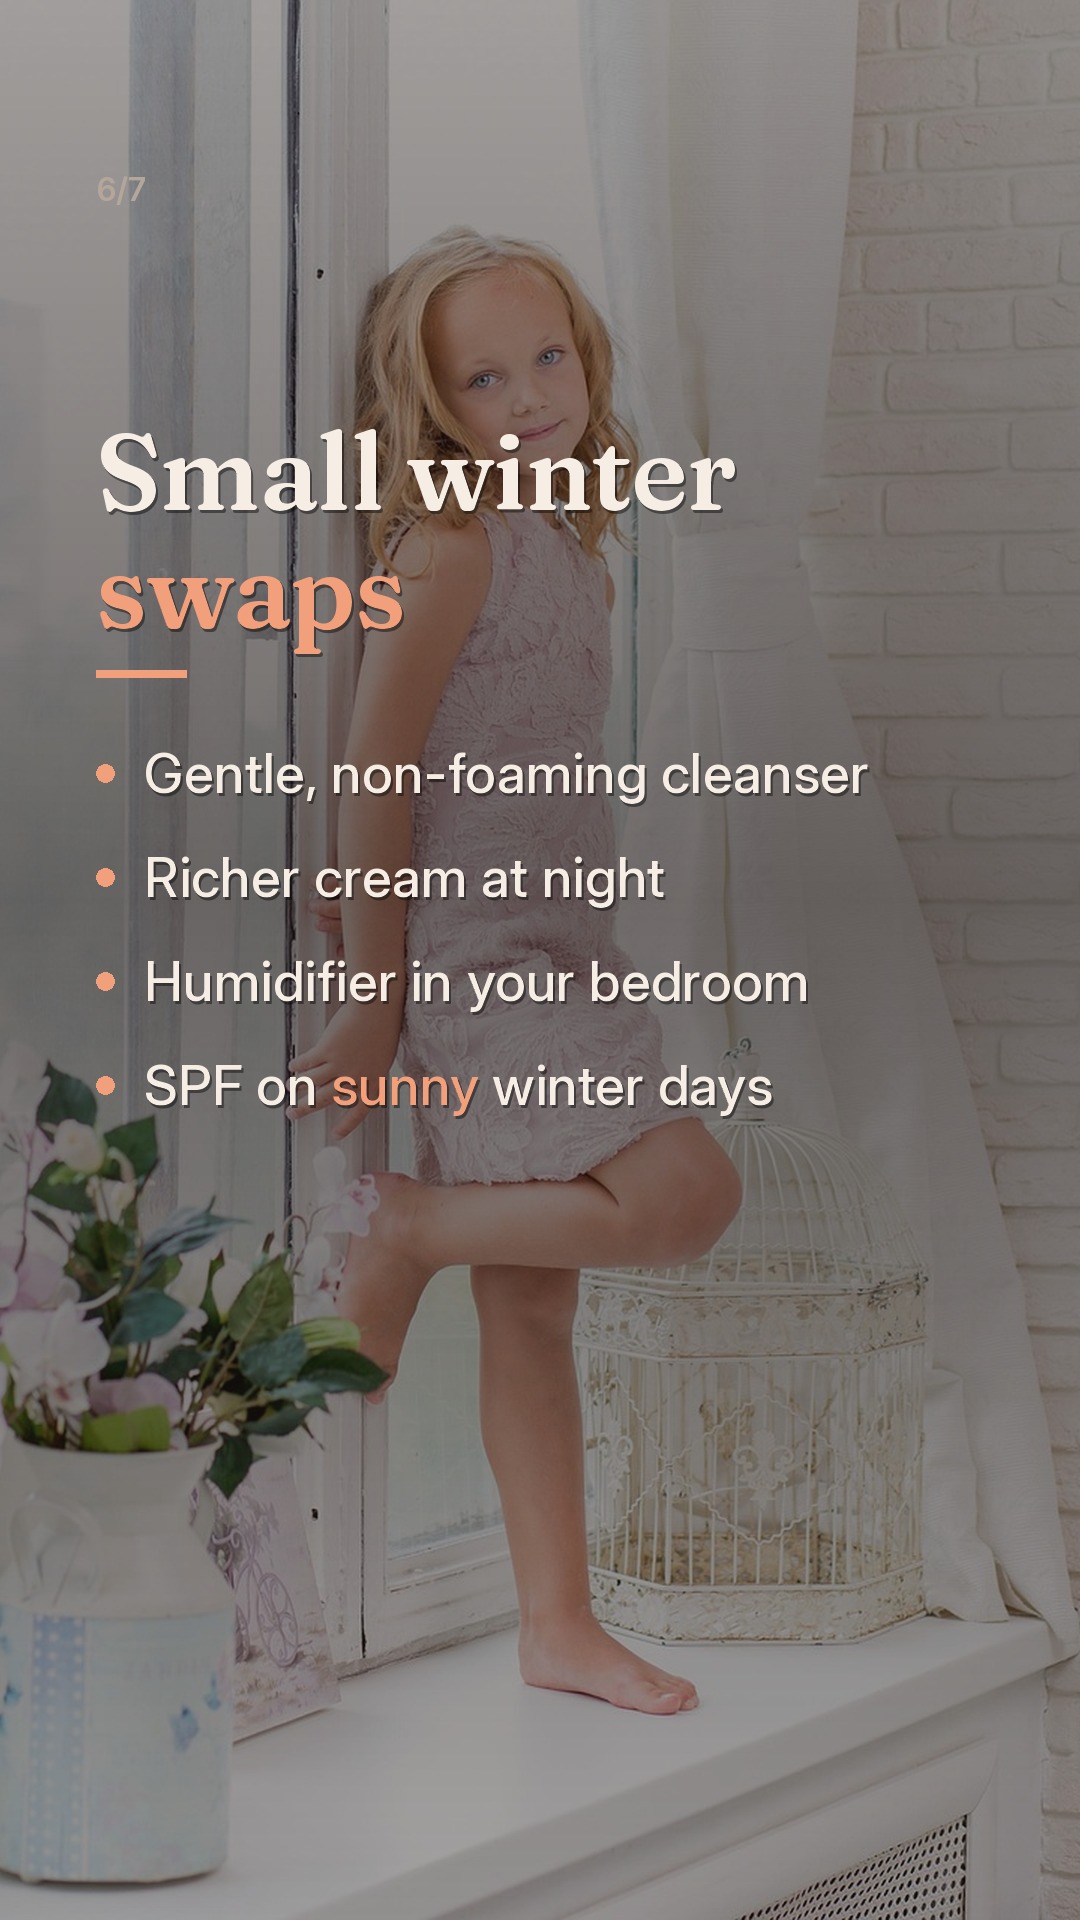 6/7
Small winter
swaps
Gentle, non-foaming cleanser
Richer cream at night
Humidifier in your bedroom
SPF on sunny winter days